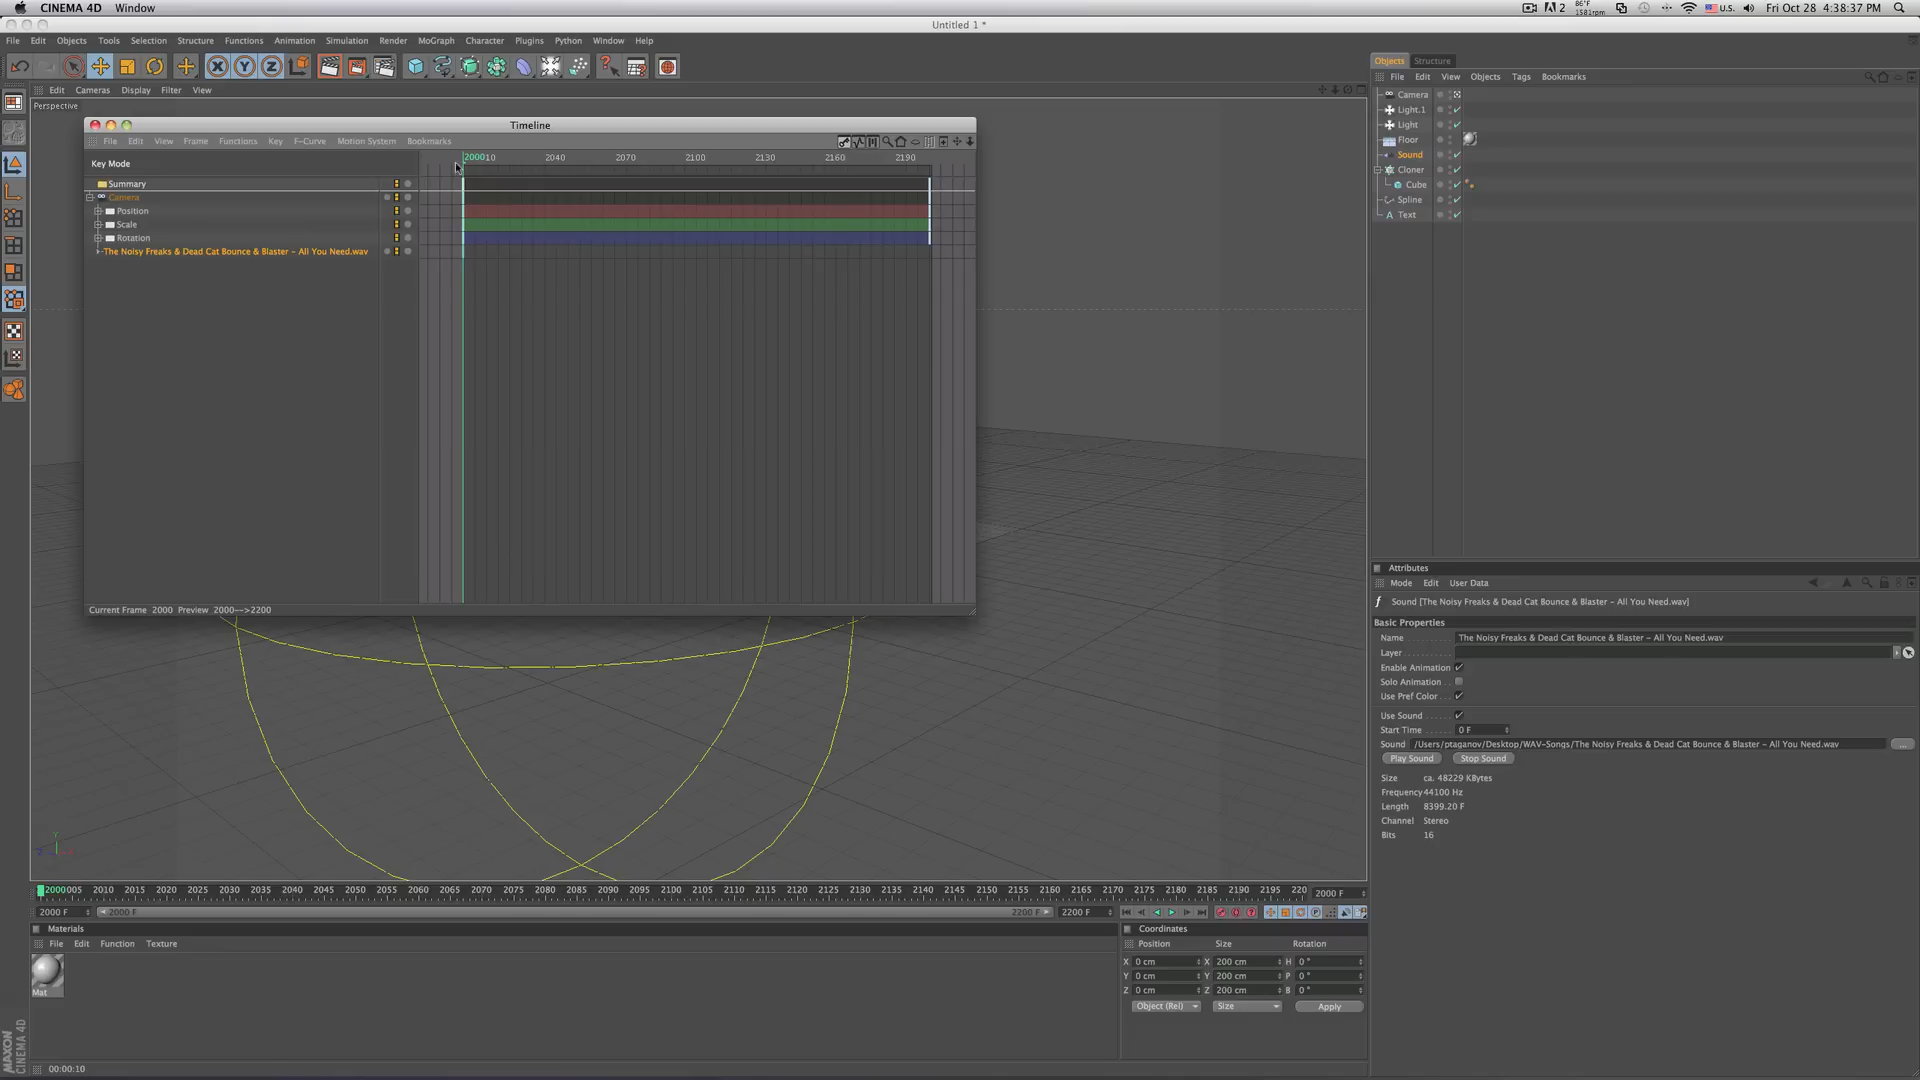 CINEMA 4D Window
2 86°F 1581rpm U.S. Fri Oct 28 4:38:37 PM
Untitled 1 *
File Edit Objects Tools Selection Structure Functions Animation Simulation Render MoGraph Character Plugins Python Window Help
X Y Z
Objects Structure
File Edit View Objects Tags Bookmarks
Camera
Light.1
Light
Floor
Sound
Cloner
Cube
Spline
Text
Edit Cameras Display Filter View
Perspective
Timeline
File Edit View Frame Functions Key F-Curve Motion System Bookmarks
Key Mode
200010 2040 2070 2100 2130 2160 2190
Summary
Camera
Position
Scale
Rotation
The Noisy Freaks & Dead Cat Bounce & Blaster - All You Need.wav
Current Frame 2000 Preview 2000-->2200
Attributes
Mode Edit User Data
Sound [The Noisy Freaks & Dead Cat Bounce & Blaster - All You Need.wav]
Basic Properties
Name The Noisy Freaks & Dead Cat Bounce & Blaster - All You Need.wav
Layer
Enable Animation
Solo Animation
Use Pref Color
Use Sound
Start Time 0 F
Sound /Users/ptaganov/Desktop/WAV-Songs/The Noisy Freaks & Dead Cat Bounce & Blaster - All You Need.wav ...
Play Sound Stop Sound
Size ca. 48229 KBytes
Frequency 44100 Hz
Length 8399.20 F
Channel Stereo
Bits 16
2000005 2010 2015 2020 2025 2030 2035 2040 2045 2050 2055 2060 2065 2070 2075 2080 2085 2090 2095 2100 2105 2110 2115 2120 2125 2130 2135 2140 2145 2150 2155 2160 2165 2170 2175 2180 2185 2190 2195 220 2000 F
2000 F 2000 F 2200 F 2200 F
Materials
File Edit Function Texture
Mat
Coordinates
Position Size Rotation
X 0 cm X 200 cm H 0 °
Y 0 cm Y 200 cm P 0 °
Z 0 cm Z 200 cm B 0 °
Object (Rel) Size Apply
MAXON CINEMA 4D
00:00:10